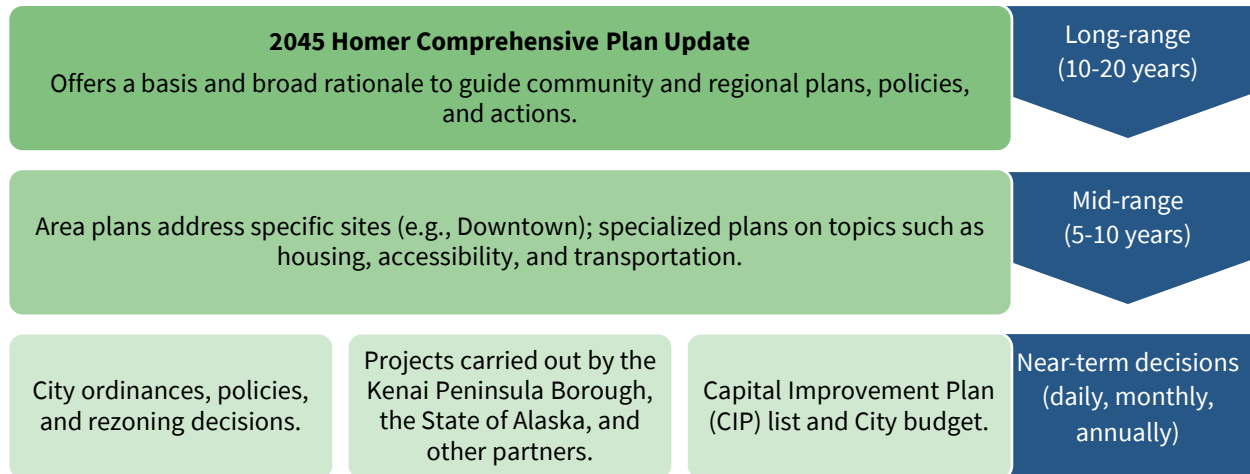 2045 Homer Comprehensive Plan Update
Offers a basis and broad rationale to guide community and regional plans, policies,
and actions.
Long-range
(10-20 years)
Area plans address specific sites (e.g., Downtown); specialized plans on topics such as
housing, accessibility, and transportation.
Mid-range
(5-10 years)
City ordinances, policies,
and rezoning decisions.
Projects carried out by the
Kenai Peninsula Borough,
the State of Alaska, and
other partners.
Capital Improvement Plan
(CIP) list and City budget.
Near-term decisions
(daily, monthly,
annually)